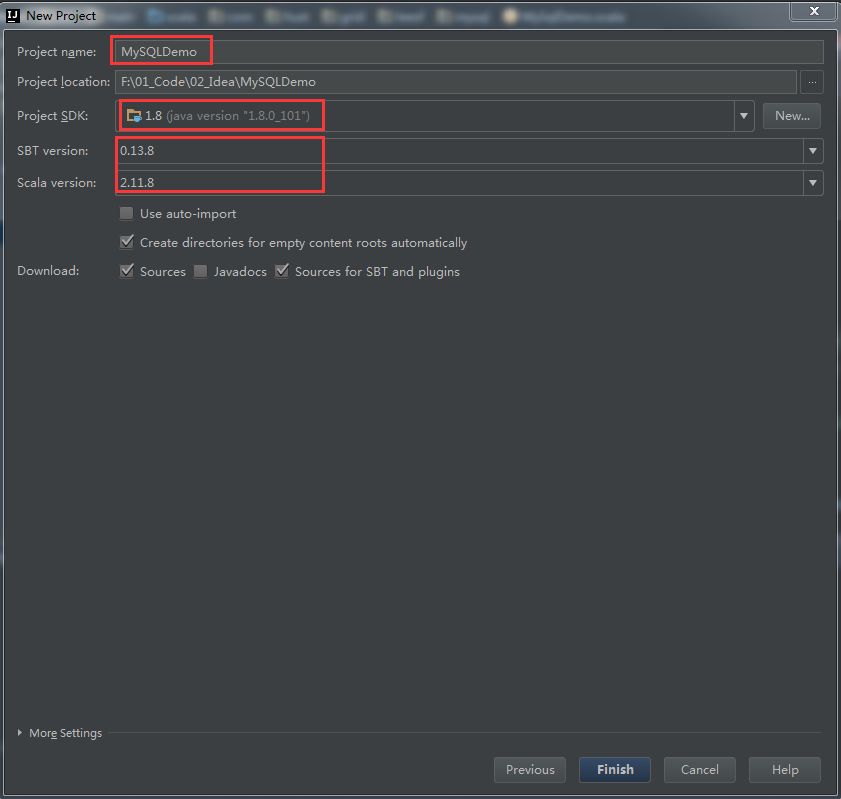 New Project
Project name: MySQLDemo
Project location: F:\01_Code\02_Idea\MySQLDemo ...
Project SDK: 1.8 (java version "1.8.0_101") New...
SBT version: 0.13.8
Scala version: 2.11.8
Use auto-import
Create directories for empty content roots automatically
Download: Sources Javadocs Sources for SBT and plugins
More Settings
Previous Finish Cancel Help